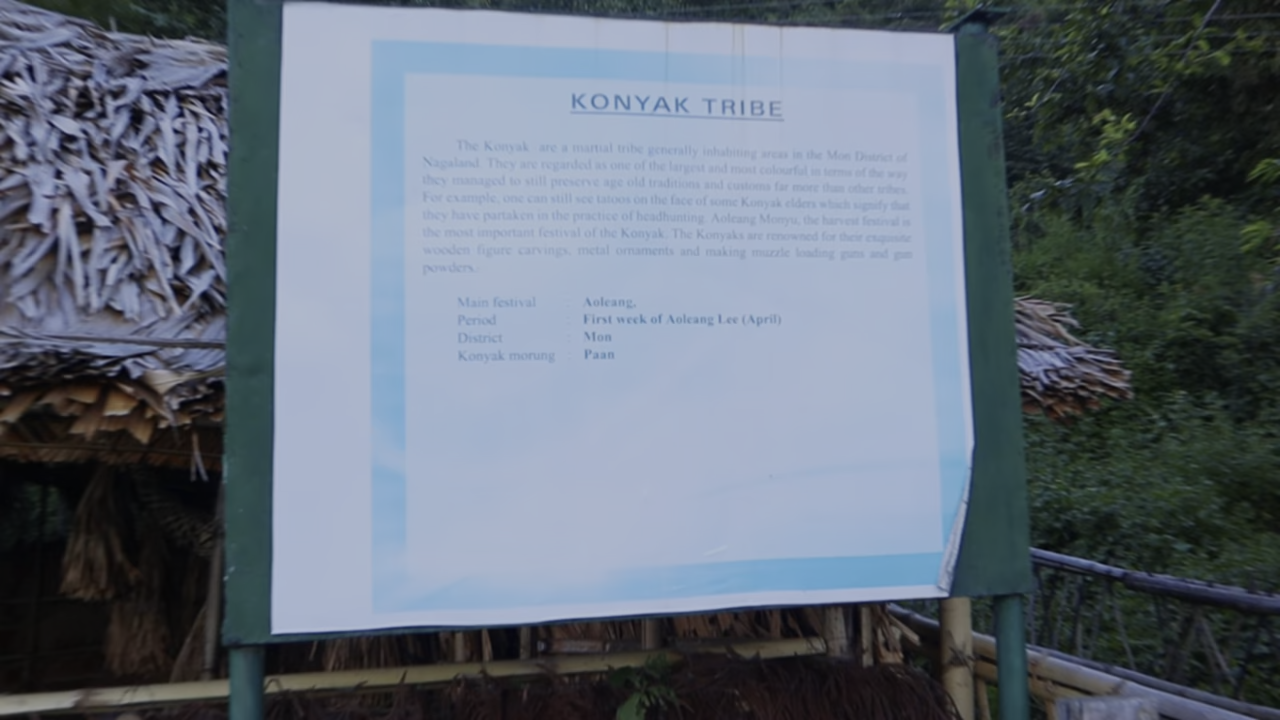 KONYAK TRIBE
The Konyak are a martial tribe generally inhabiting areas in the Mon District of
Nagaland. They are regarded as one of the largest and most colourful in terms of the way
they managed to still preserve age old traditions and customs far more than other tribes.
For example, one can still see tatoos on the face of some Konyak elders which signify that
they have partaken in the practice of headhunting. Aoleang Monyu, the harvest festival is
the most important festival of the Konyak. The Konyaks are renowned for their exquisite
wooden figure carvings, metal ornaments and making muzzle loading guns and gun
powders.
Main festival : Aoleang,
Period : First week of Aoleang Lee (April)
District : Mon
Konyak morung : Paan